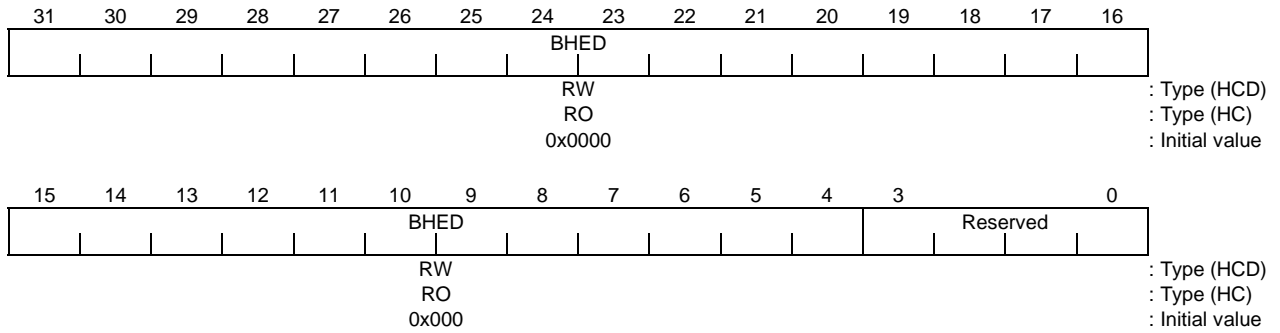 31 30 29 28 27 26 25 24 23 22 21 20 19 18 17 16
BHED
RW : Type (HCD)
RO : Type (HC)
0x0000 : Initial value
15 14 13 12 11 10 9 8 7 6 5 4 3 0
BHED Reserved
RW : Type (HCD)
RO : Type (HC)
0x000 : Initial value